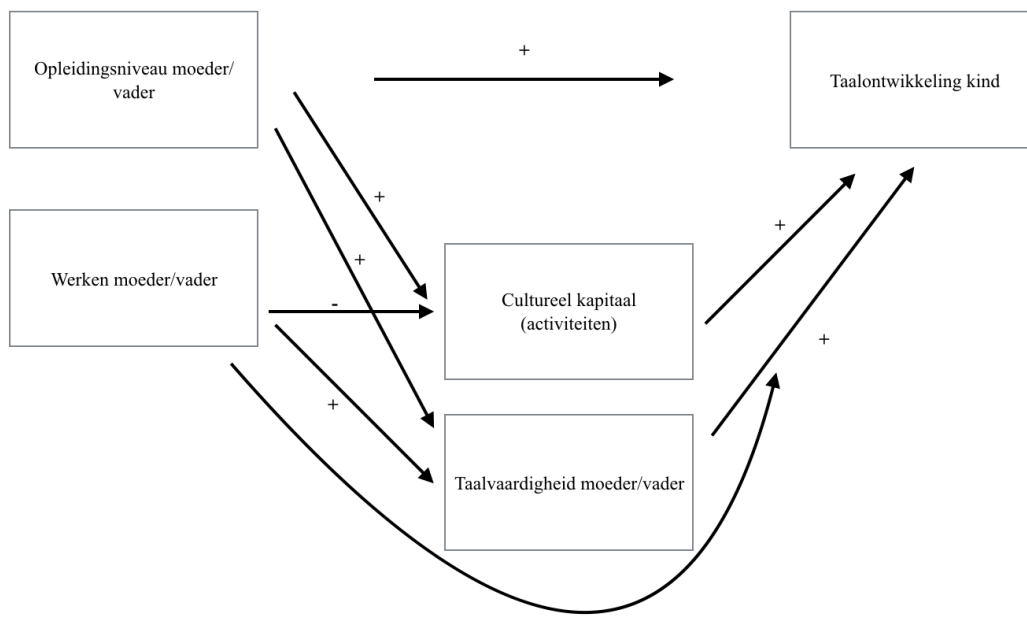 Opleidingsniveau moeder/
vader
+
Taalontwikkeling kind
+
+
Werken moeder/vader
+
-
Cultureel kapitaal
(activiteiten)
+
+
Taalvaardigheid moeder/vader